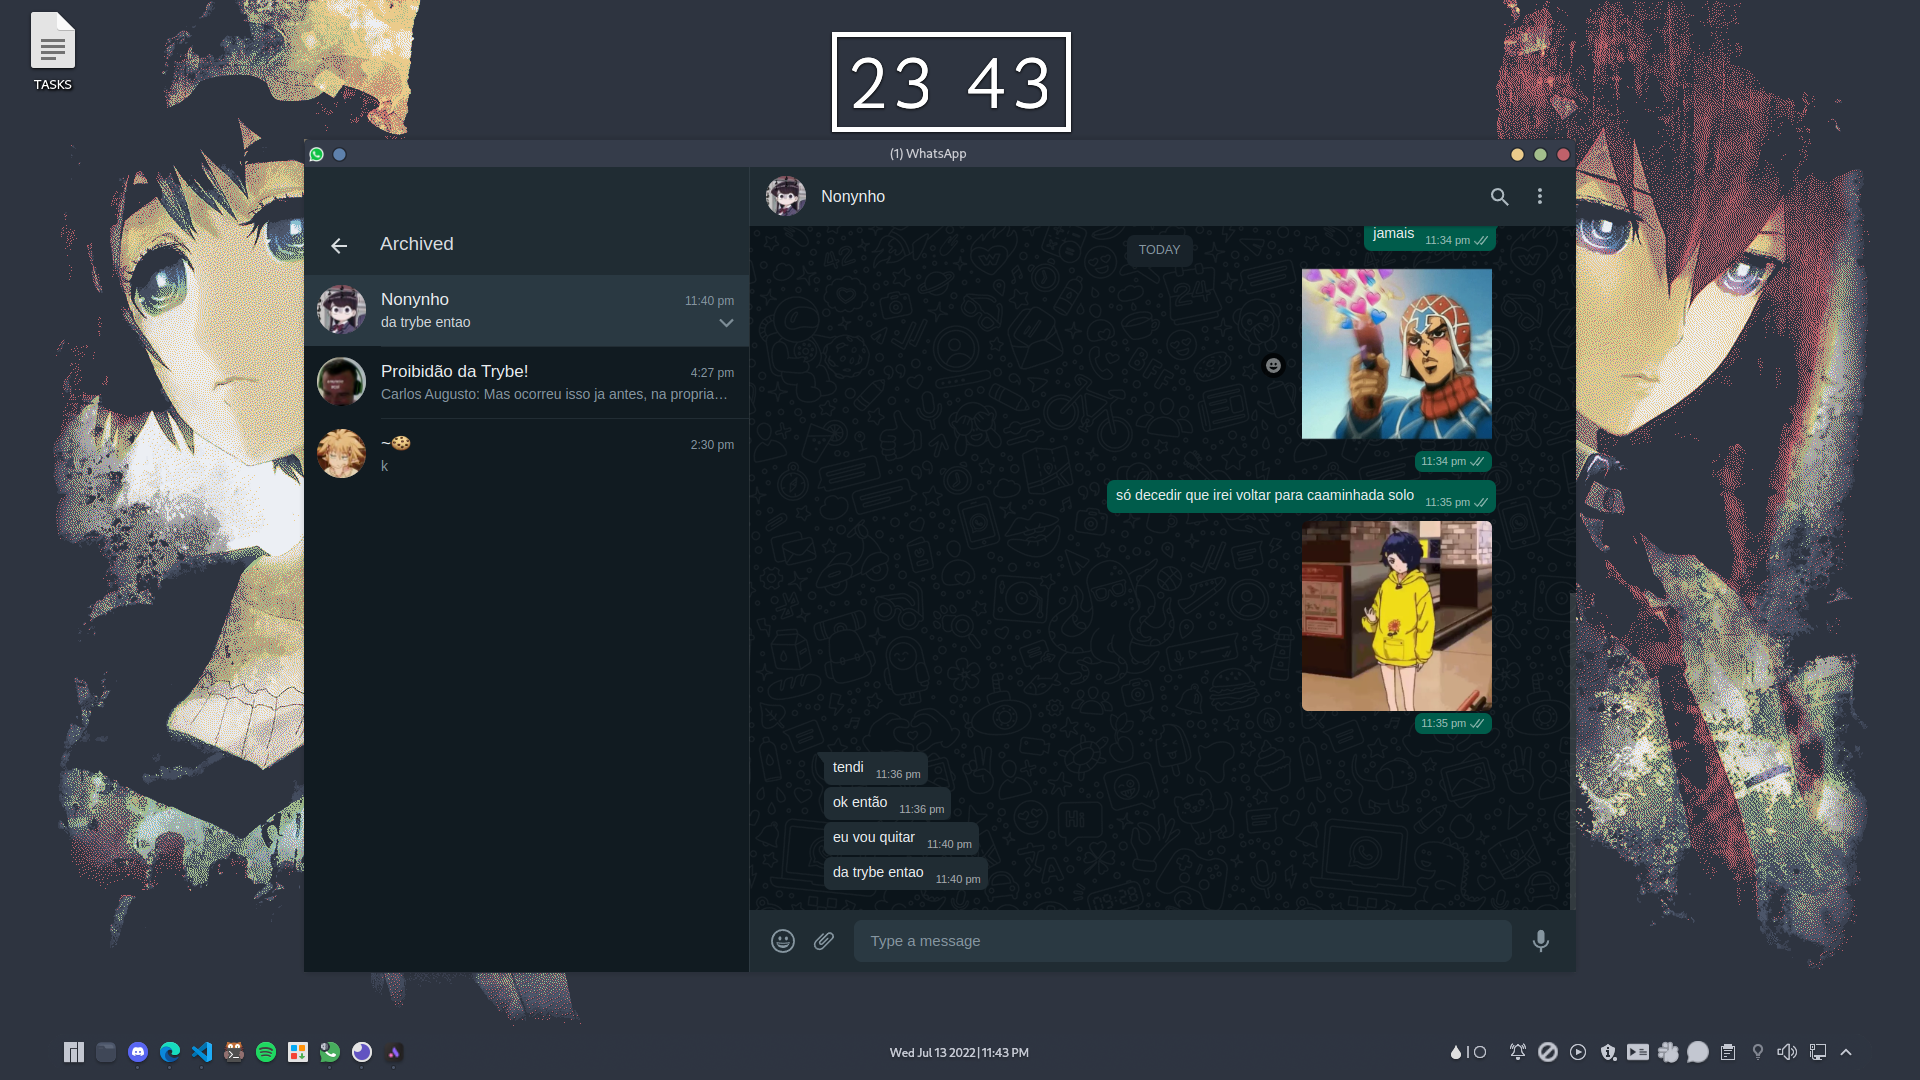 TASKS
23 43
(1) WhatsApp
Archived
Nonynho
11:40 pm
da trybe entao
Proibidão da Trybe!
4:27 pm
Carlos Augusto: Mas ocorreu isso ja antes, na propria…
~🍪
2:30 pm
k
Nonynho
jamais
11:34 pm
TODAY
11:34 pm
só decedir que irei voltar para caaminhada solo
11:35 pm
11:35 pm
tendi
11:36 pm
ok então
11:36 pm
eu vou quitar
11:40 pm
da trybe entao
11:40 pm
Type a message
Wed Jul 13 2022 | 11:43 PM